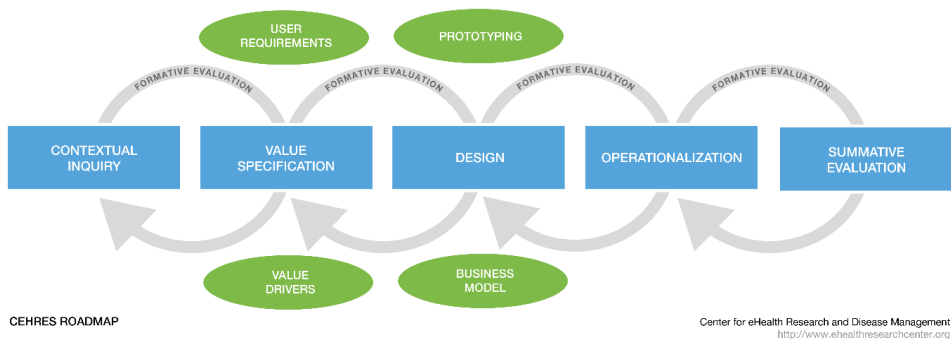 USER
REQUIREMENTS
PROTOTYPING
FORMATIVE EVALUATION
FORMATIVE EVALUATION
FORMATIVE EVALUATION
FORMATIVE EVALUATION
CONTEXTUAL
INQUIRY
VALUE
SPECIFICATION
DESIGN
OPERATIONALIZATION
SUMMATIVE
EVALUATION
VALUE
DRIVERS
BUSINESS
MODEL
CEHRES ROADMAP
Center for eHealth Research and Disease Management
http://www.ehealthresearchcenter.org